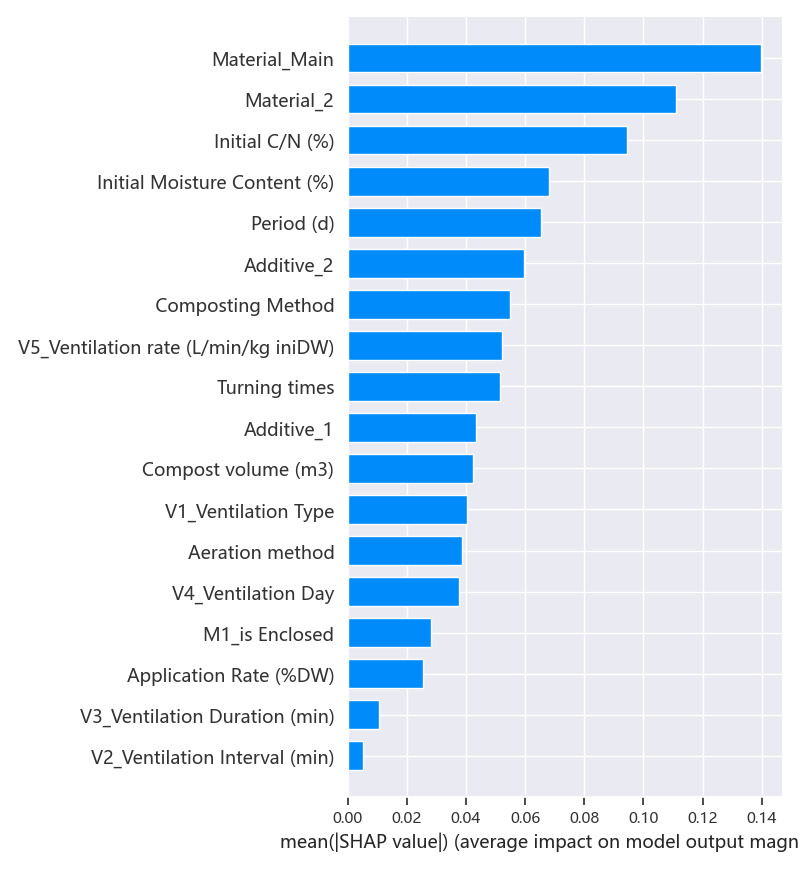 Material_Main
Material_2
Initial C/N (%)
Initial Moisture Content (%)
Period (d)
Additive_2
Composting Method
V5_Ventilation rate (L/min/kg iniDW)
Turning times
Additive_1
Compost volume (m3)
V1_Ventilation Type
Aeration method
V4_Ventilation Day
M1_is Enclosed
Application Rate (%DW)
V3_Ventilation Duration (min)
V2_Ventilation Interval (min)
0.00 0.02 0.04 0.06 0.08 0.10 0.12 0.14
mean(|SHAP value|) (average impact on model output magn